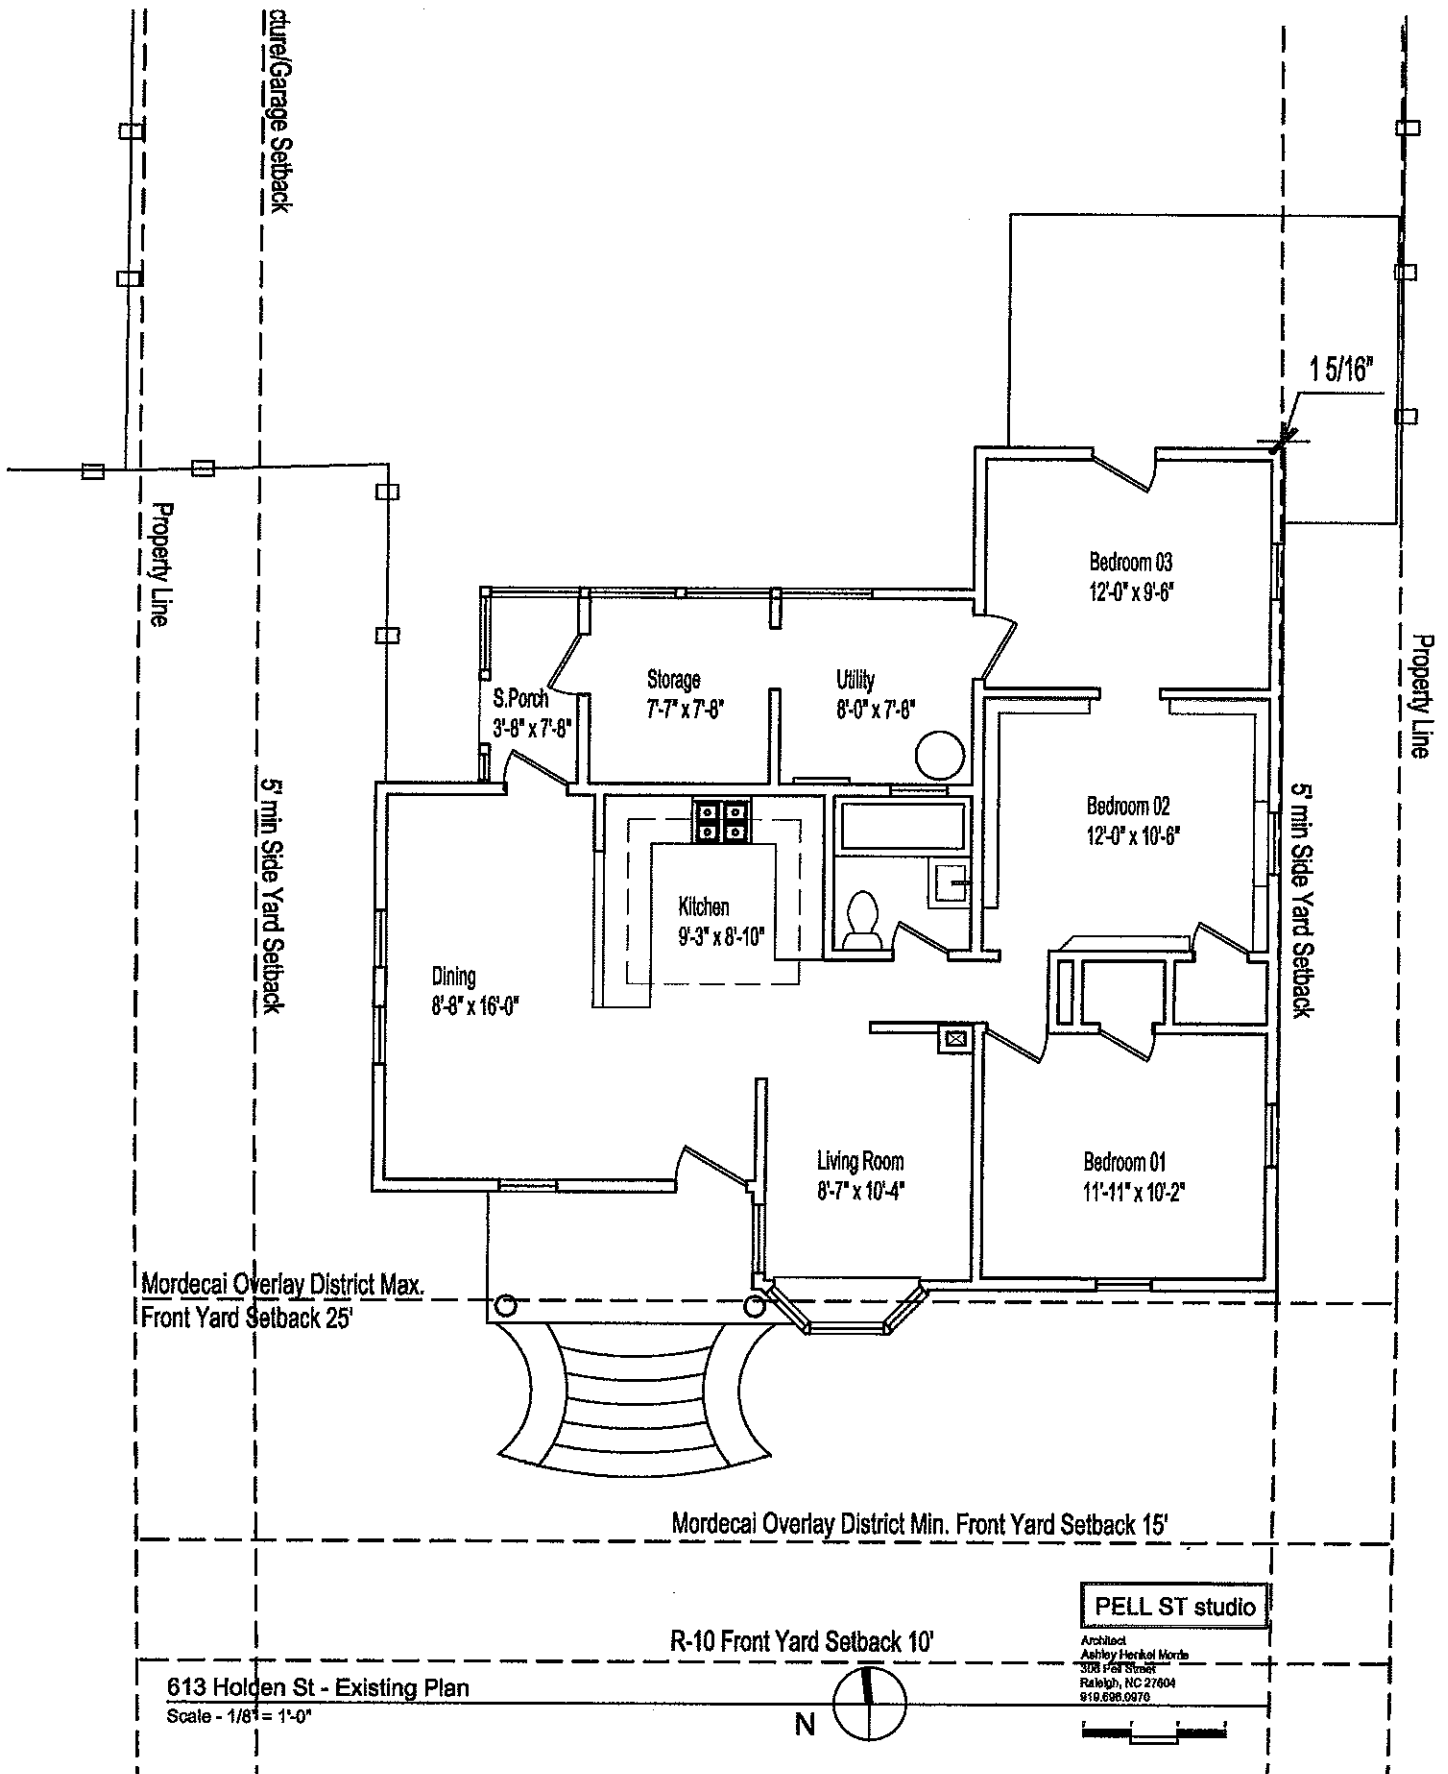 cture/Garage Setback
1 5/16"
Property Line
Bedroom 03
12'-0" x 9'-6"
Property Line
S.Porch
3'-8" x 7'-8"
Storage
7'-7" x 7'-8"
Utility
8'-0" x 7'-8"
5' min Side Yard Setback
Bedroom 02
12'-0" x 10'-6"
5' min Side Yard Setback
Kitchen
9'-3" x 8'-10"
Dining
8'-8" x 16'-0"
Living Room
8'-7" x 10'-4"
Bedroom 01
11'-11" x 10'-2"
Mordecai Overlay District Max.
Front Yard Setback 25'
Mordecai Overlay District Min. Front Yard Setback 15'
PELL ST studio
R-10 Front Yard Setback 10'
Architect
Ashley Henkel Morris
306 Pell Street
Raleigh, NC 27604
919.696.0970
613 Holden St - Existing Plan
Scale - 1/8" = 1'-0"
N